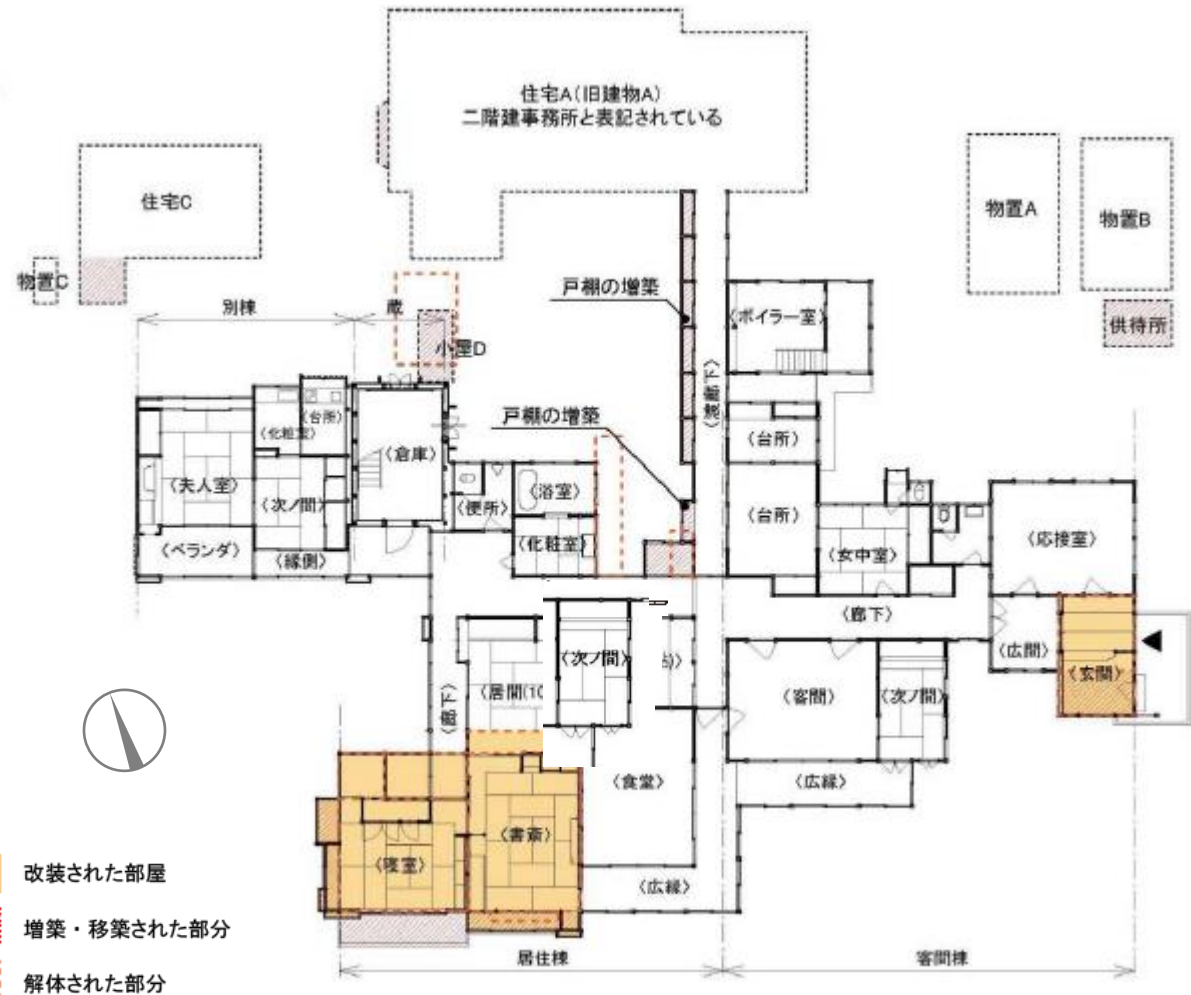 住宅A(旧建物A)
二階建事務所と表記されている
住宅C
物置A
物置B
物置C
供待所
別棟
蔵
小屋D
戸棚の増築
〈ボイラー室〉
〈廊下〉
戸棚の増築
〈台所〉
〈化粧室〉
〈倉庫〉
〈台所〉
〈夫人室〉
〈次ノ間〉
〈便所〉
〈浴室〉
〈台所〉
〈ベランダ〉
〈縁側〉
〈化粧室〉
〈女中室〉
〈応接室〉
〈廊下〉
〈広間〉
〈玄関〉
〈居間(10
〈次ノ間〉
〈廊下〉
〈客間〉
〈次ノ間〉
〈食堂〉
〈広縁〉
〈書斎〉
〈寝室〉
〈広縁〉
改装された部屋
増築・移築された部分
解体された部分
居住棟
客間棟